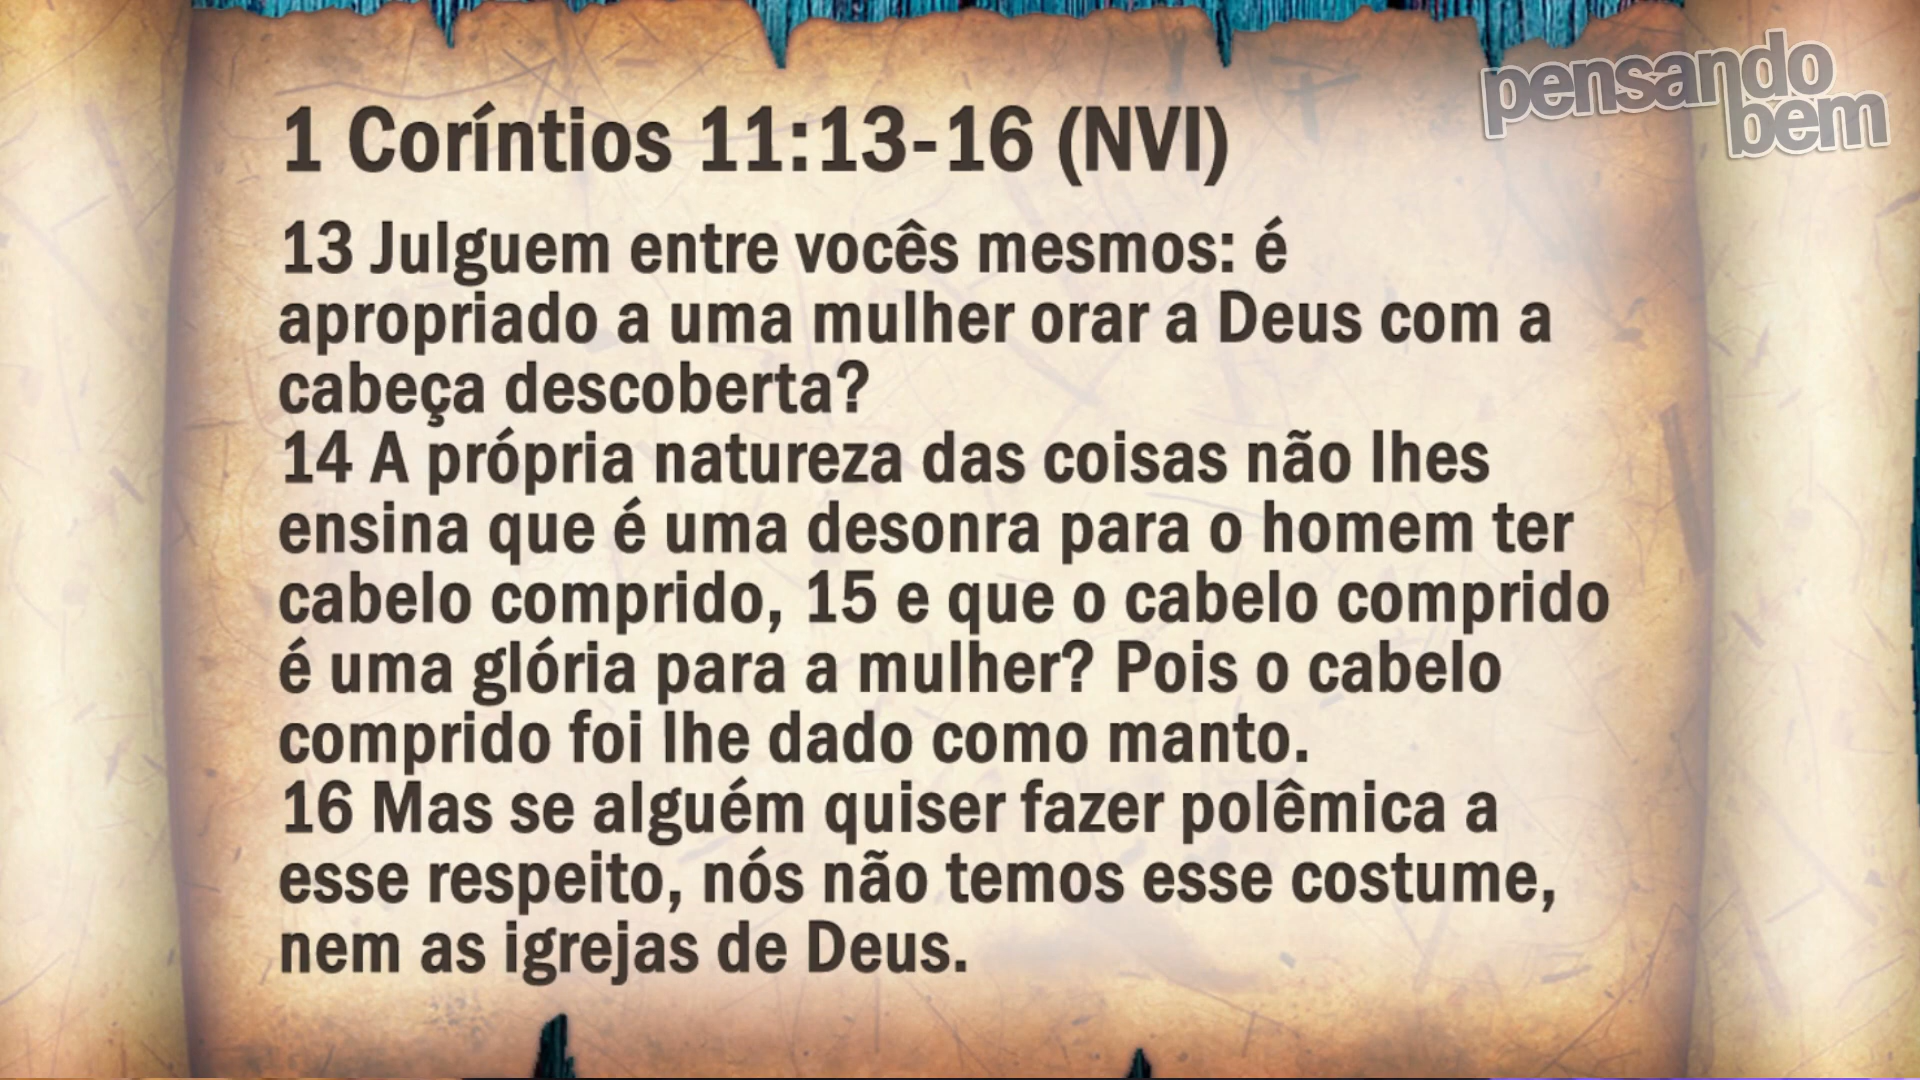 pensando
bem
1 Coríntios 11:13-16 (NVI)
13 Julguem entre vocês mesmos: é
apropriado a uma mulher orar a Deus com a
cabeça descoberta?
14 A própria natureza das coisas não lhes
ensina que é uma desonra para o homem ter
cabelo comprido, 15 e que o cabelo comprido
é uma glória para a mulher? Pois o cabelo
comprido foi lhe dado como manto.
16 Mas se alguém quiser fazer polêmica a
esse respeito, nós não temos esse costume,
nem as igrejas de Deus.